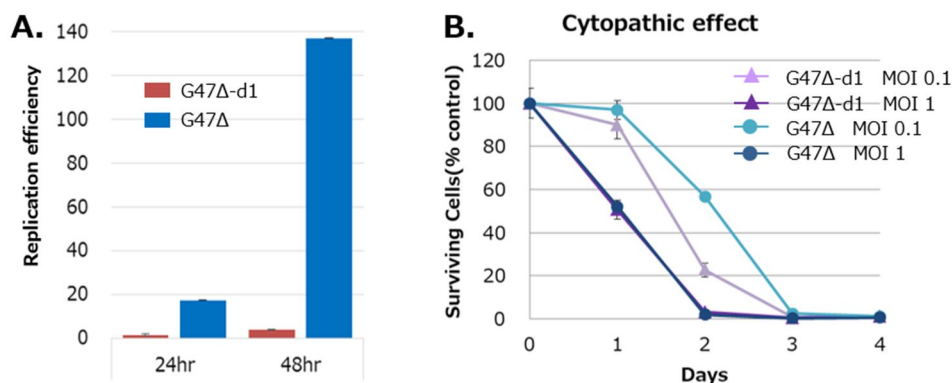 A.
140
120
100
80
60
40
20
0
Replication efficiency
G47Δ-d1
G47Δ
24hr
48hr
B.
Cytopathic effect
120
100
80
60
40
20
0
Surviving Cells(% control)
G47Δ-d1 MOI 0.1
G47Δ-d1 MOI 1
G47Δ MOI 0.1
G47Δ MOI 1
0 1 2 3 4
Days